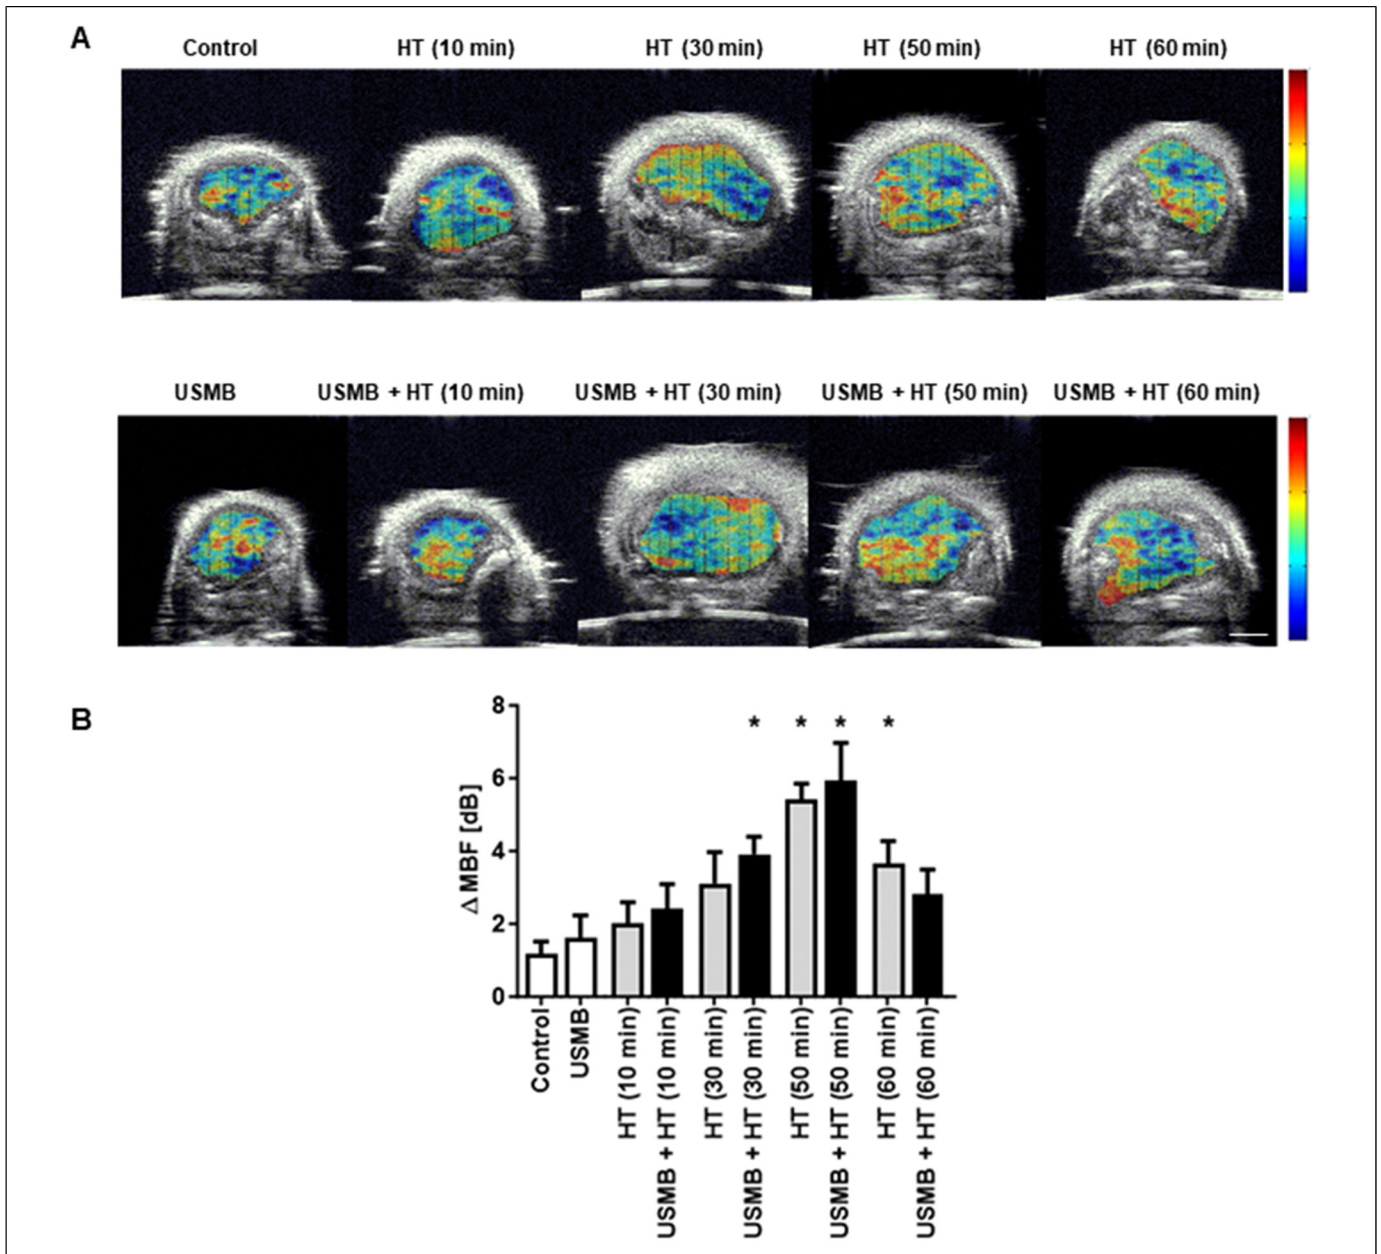 A
Control HT (10 min) HT (30 min) HT (50 min) HT (60 min)
USMB USMB + HT (10 min) USMB + HT (30 min) USMB + HT (50 min) USMB + HT (60 min)
B
8
* * * *
6
4
2
0
Δ MBF [dB]
Control
USMB
HT (10 min)
USMB + HT (10 min)
HT (30 min)
USMB + HT (30 min)
HT (50 min)
USMB + HT (50 min)
HT (60 min)
USMB + HT (60 min)